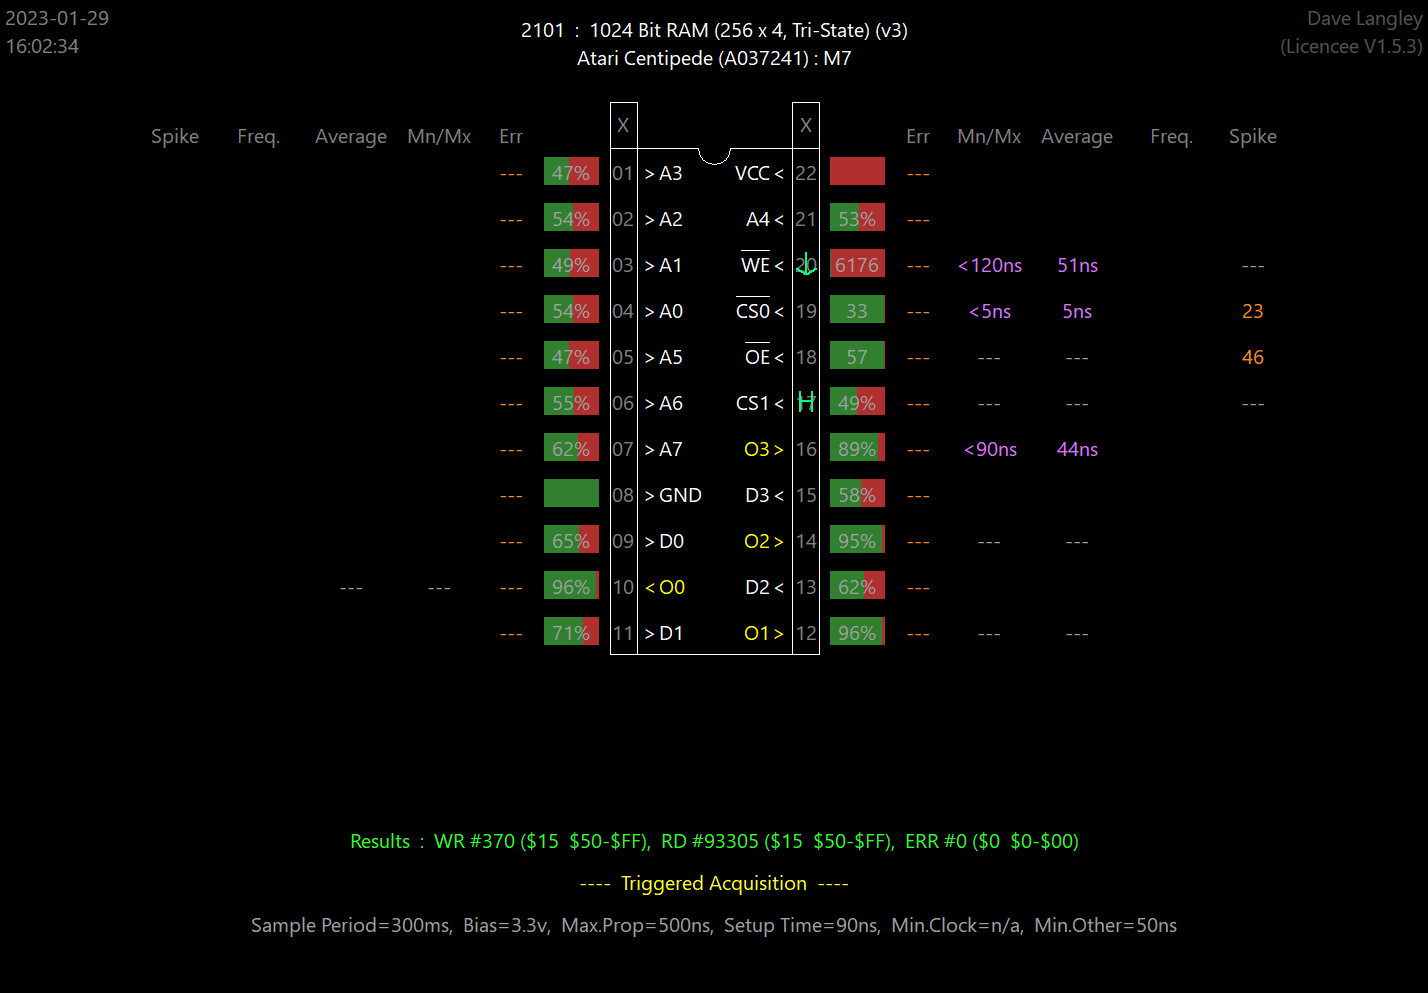 2023-01-29
16:02:34
2101 : 1024 Bit RAM (256 x 4, Tri-State) (v3)
Atari Centipede (A037241) : M7
Dave Langley
(Licencee V1.5.3)
X X
Spike Freq. Average Mn/Mx Err Err Mn/Mx Average Freq. Spike
--- 47% 01 > A3 VCC < 22 ---
--- 54% 02 > A2 A4 < 21 53% ---
--- 49% 03 > A1 WE < 20 6176 --- <120ns 51ns ---
--- 54% 04 > A0 CS0 < 19 33 --- <5ns 5ns 23
--- 47% 05 > A5 OE < 18 57 --- --- --- 46
--- 55% 06 > A6 CS1 < 17 H 49% --- --- --- ---
--- 62% 07 > A7 O3 > 16 89% --- <90ns 44ns
--- 08 > GND D3 < 15 58% ---
--- 65% 09 > D0 O2 > 14 95% --- --- ---
--- --- --- 96% 10 < O0 D2 < 13 62% ---
--- 71% 11 > D1 O1 > 12 96% --- --- ---
Results : WR #370 ($15 $50-$FF), RD #93305 ($15 $50-$FF), ERR #0 ($0 $0-$00)
---- Triggered Acquisition ----
Sample Period=300ms, Bias=3.3v, Max.Prop=500ns, Setup Time=90ns, Min.Clock=n/a, Min.Other=50ns